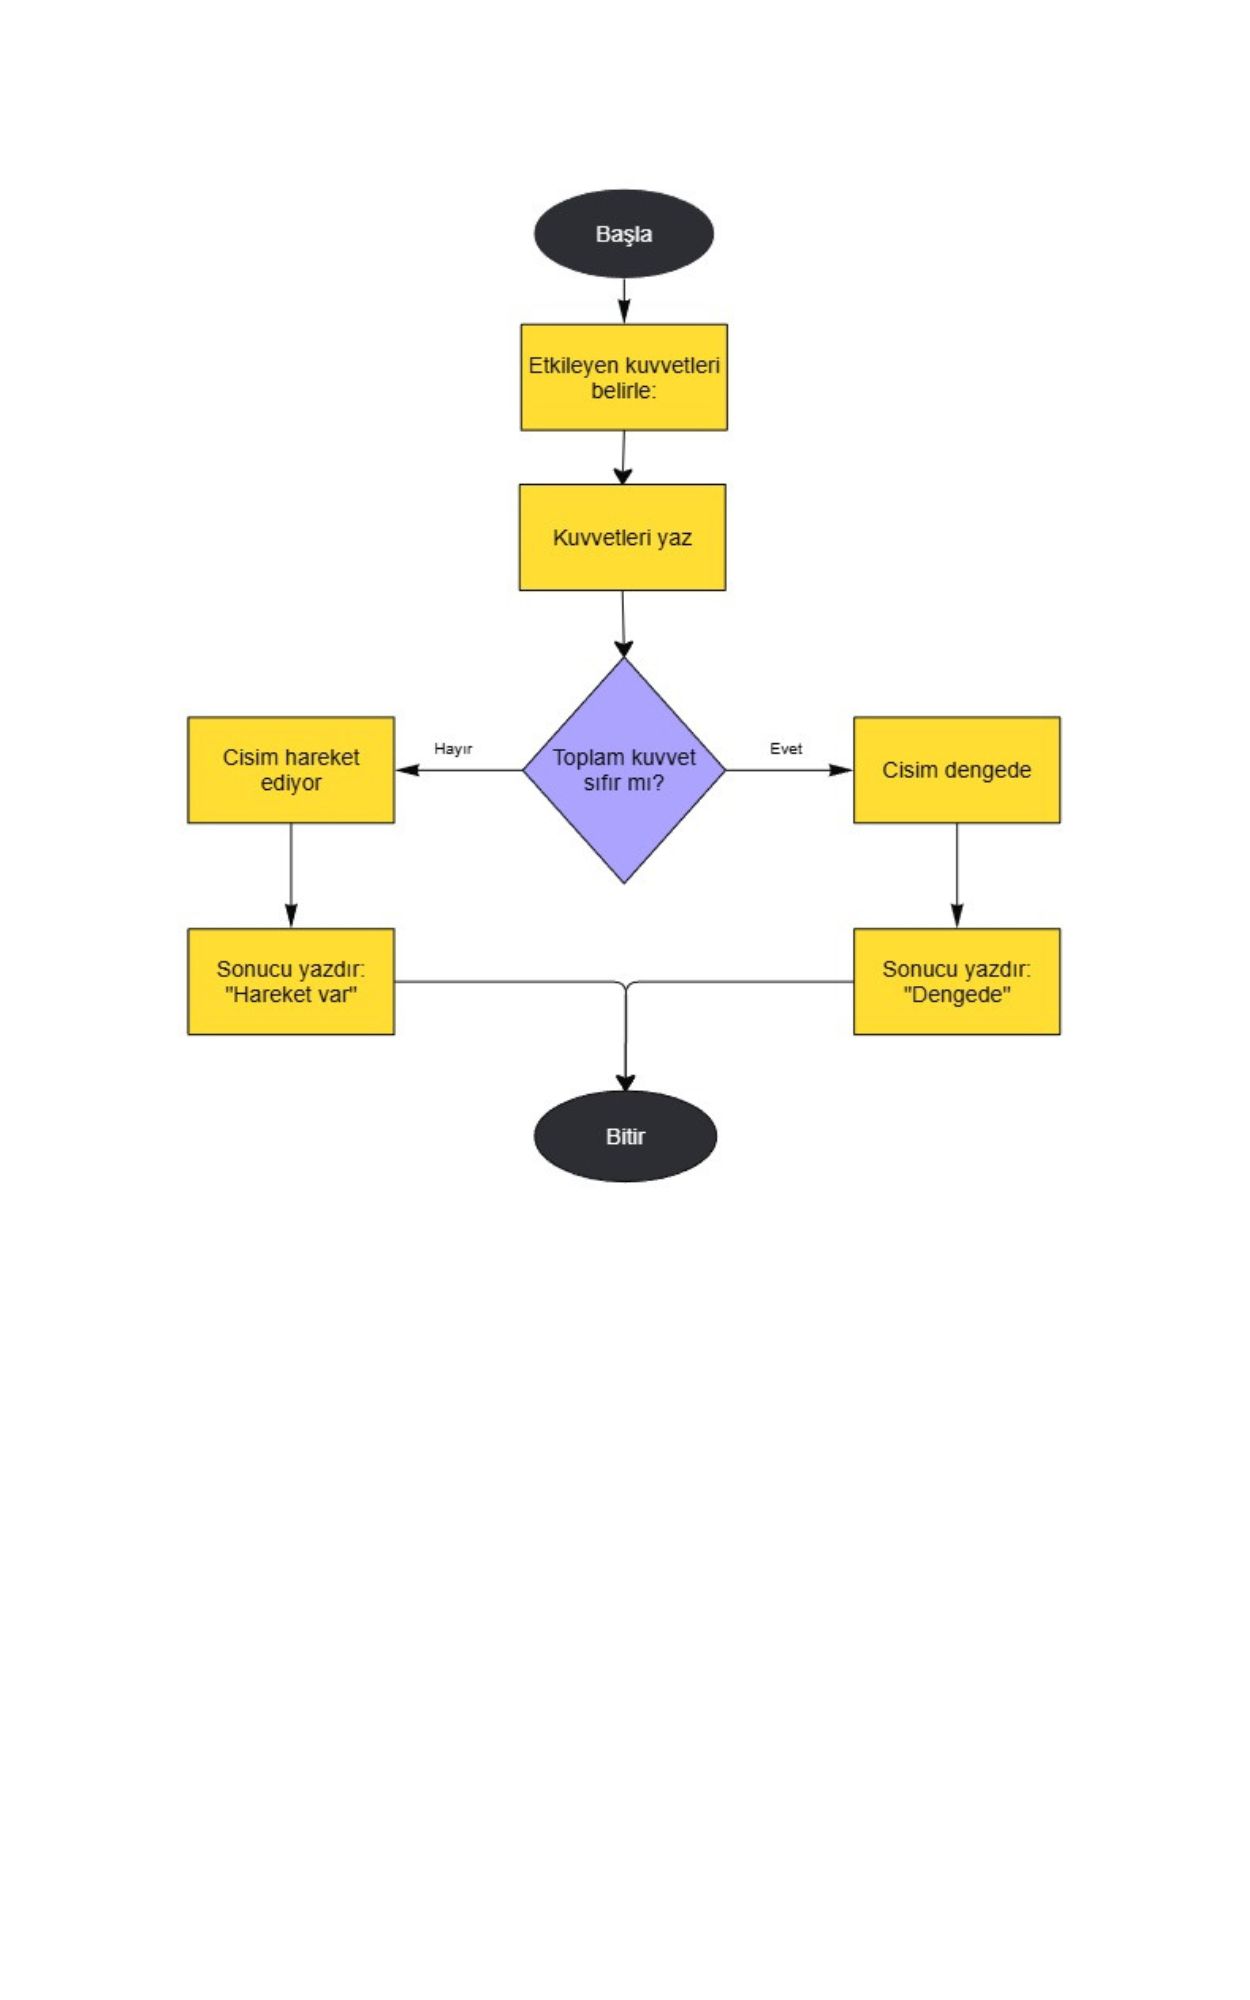 Başla
Etkileyen kuvvetleri
belirle:
Kuvvetleri yaz
Toplam kuvvet
sıfır mı?
Hayır
Evet
Cisim hareket
ediyor
Cisim dengede
Sonucu yazdır:
"Hareket var"
Sonucu yazdır:
"Dengede"
Bitir